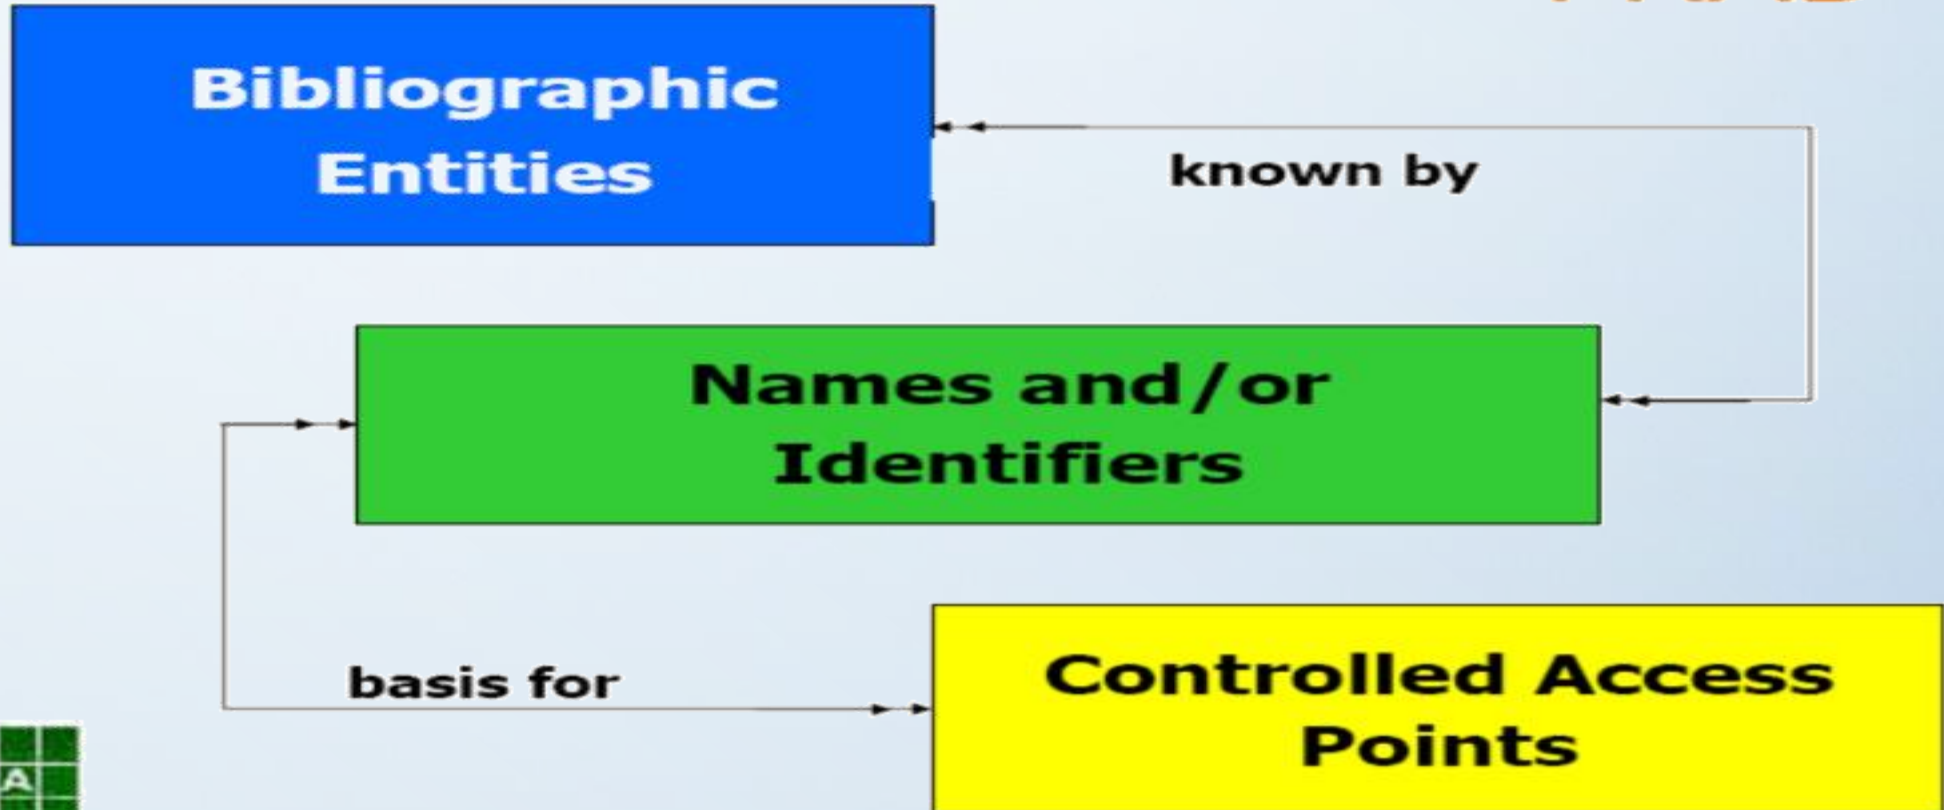 Bibliographic
Entities
known by
Names and/or
Identifiers
basis for
Controlled Access
Points
A